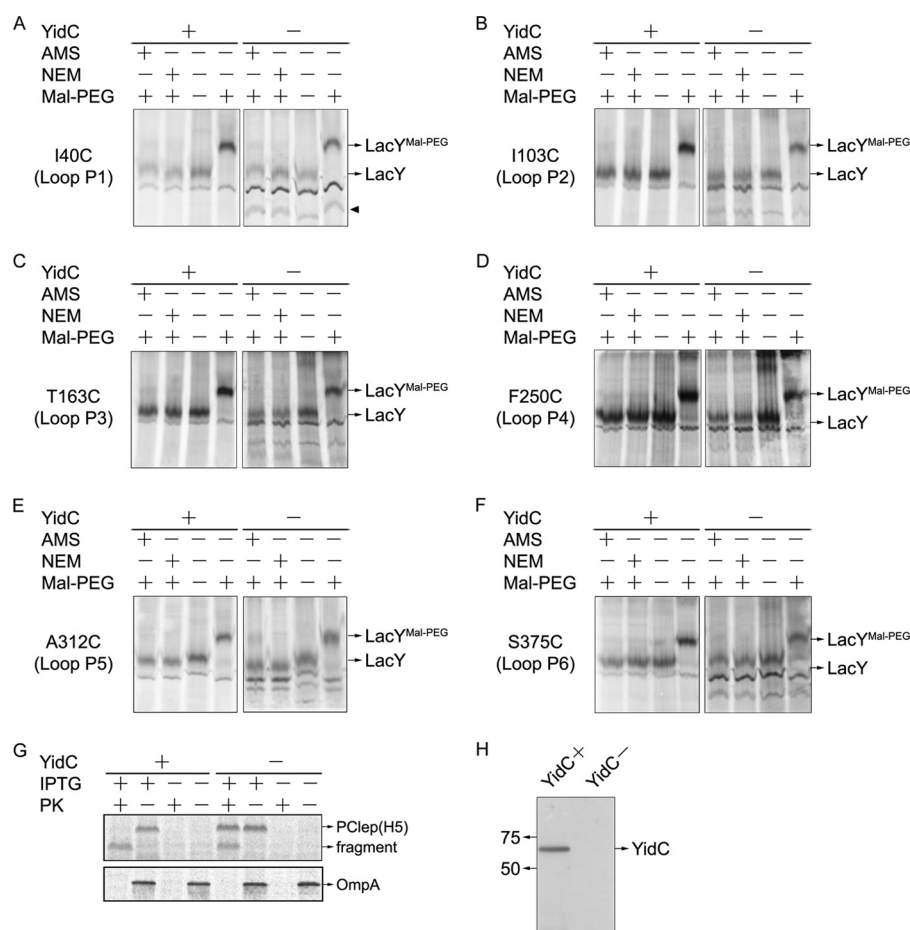 A
YidC + −
AMS + − − − + − − −
NEM − + − − − + − −
Mal-PEG + + − + + + − +
I40C
(Loop P1)
LacY^Mal-PEG
LacY
B
YidC + −
AMS + − − − + − − −
NEM − + − − − + − −
Mal-PEG + + − + + + − +
I103C
(Loop P2)
LacY^Mal-PEG
LacY
C
YidC + −
AMS + − − − + − − −
NEM − + − − − + − −
Mal-PEG + + − + + + − +
T163C
(Loop P3)
LacY^Mal-PEG
LacY
D
YidC + −
AMS + − − − + − − −
NEM − + − − − + − −
Mal-PEG + + − + + + − +
F250C
(Loop P4)
LacY^Mal-PEG
LacY
E
YidC + −
AMS + − − − + − − −
NEM − + − − − + − −
Mal-PEG + + − + + + − +
A312C
(Loop P5)
LacY^Mal-PEG
LacY
F
YidC + −
AMS + − − − + − − −
NEM − + − − − + − −
Mal-PEG + + − + + + − +
S375C
(Loop P6)
LacY^Mal-PEG
LacY
G
YidC + −
IPTG + + − − + + − −
PK + − + − + − + −
PClep(H5)
fragment
OmpA
H
YidC+ YidC−
75
50
YidC